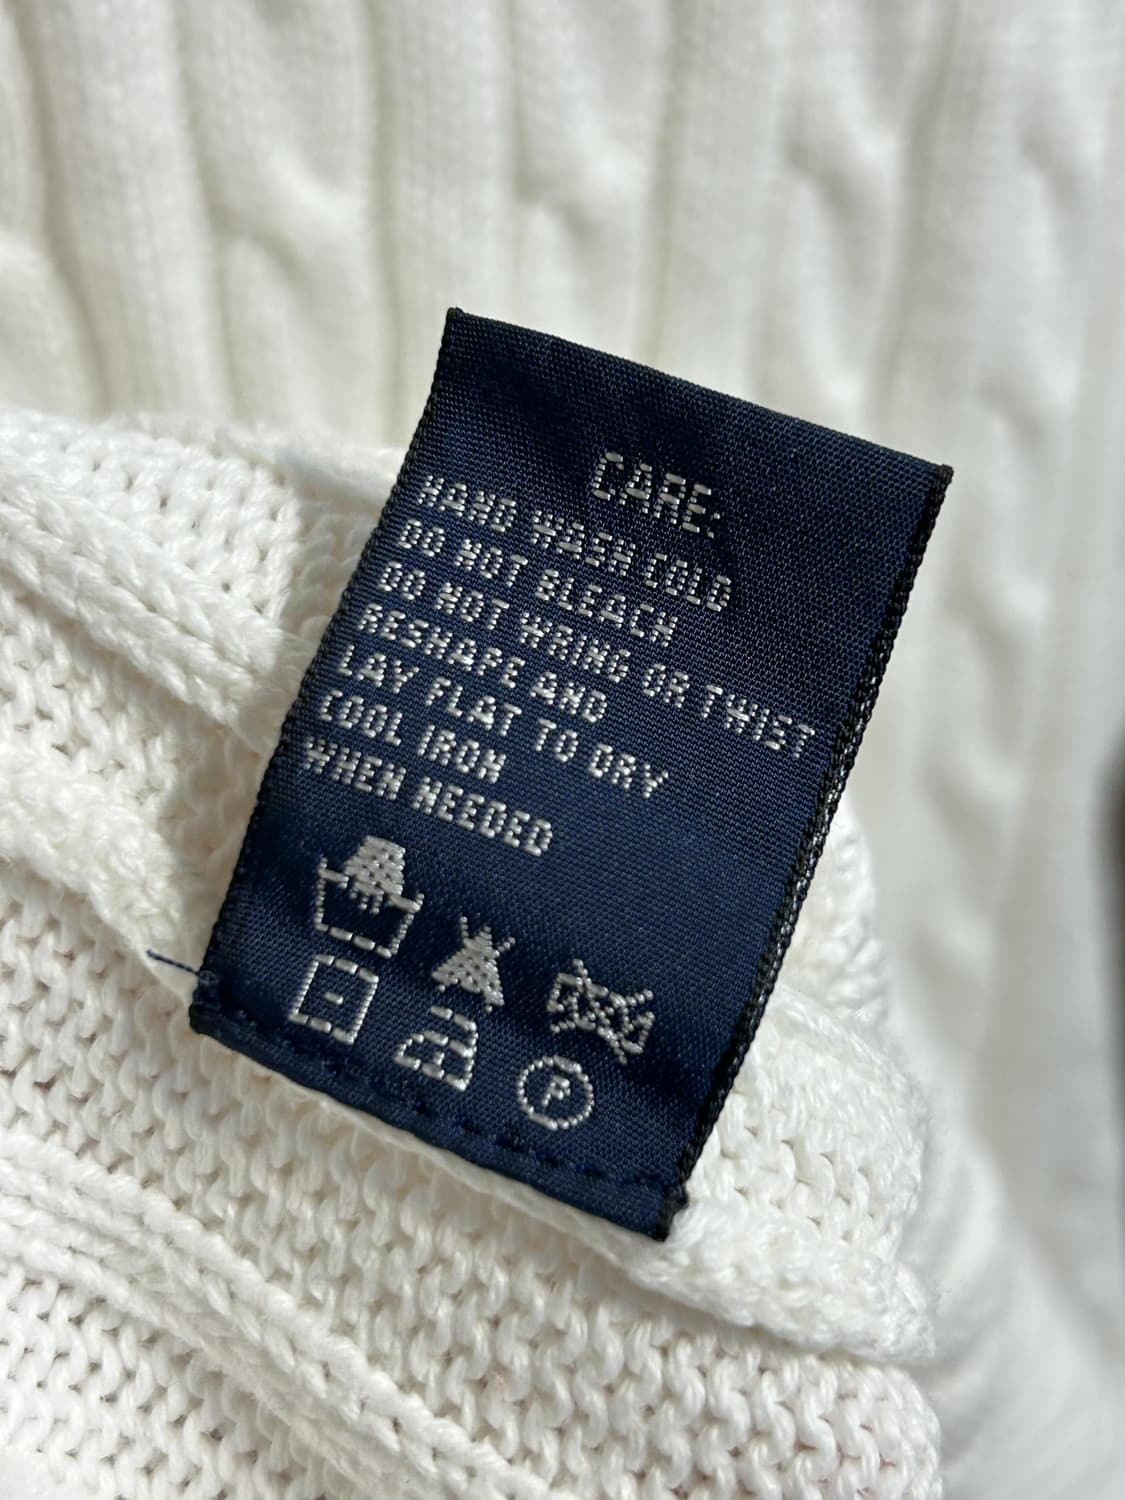 CARE:
HAND WASH COLD
DO NOT BLEACH
DO NOT WRING OR TWIST
RESHAPE AND
LAY FLAT TO DRY
COOL IRON
WHEN NEEDED
P